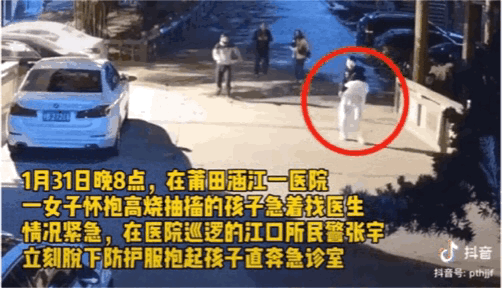 1月31日晚8点，在莆田涵江一医院
一女子怀抱高烧抽搐的孩子急着找医生
情况紧急，在医院巡逻的江口所民警张宇
立刻脱下防护服抱起孩子直奔急诊室
抖音
抖音号: pthjjf